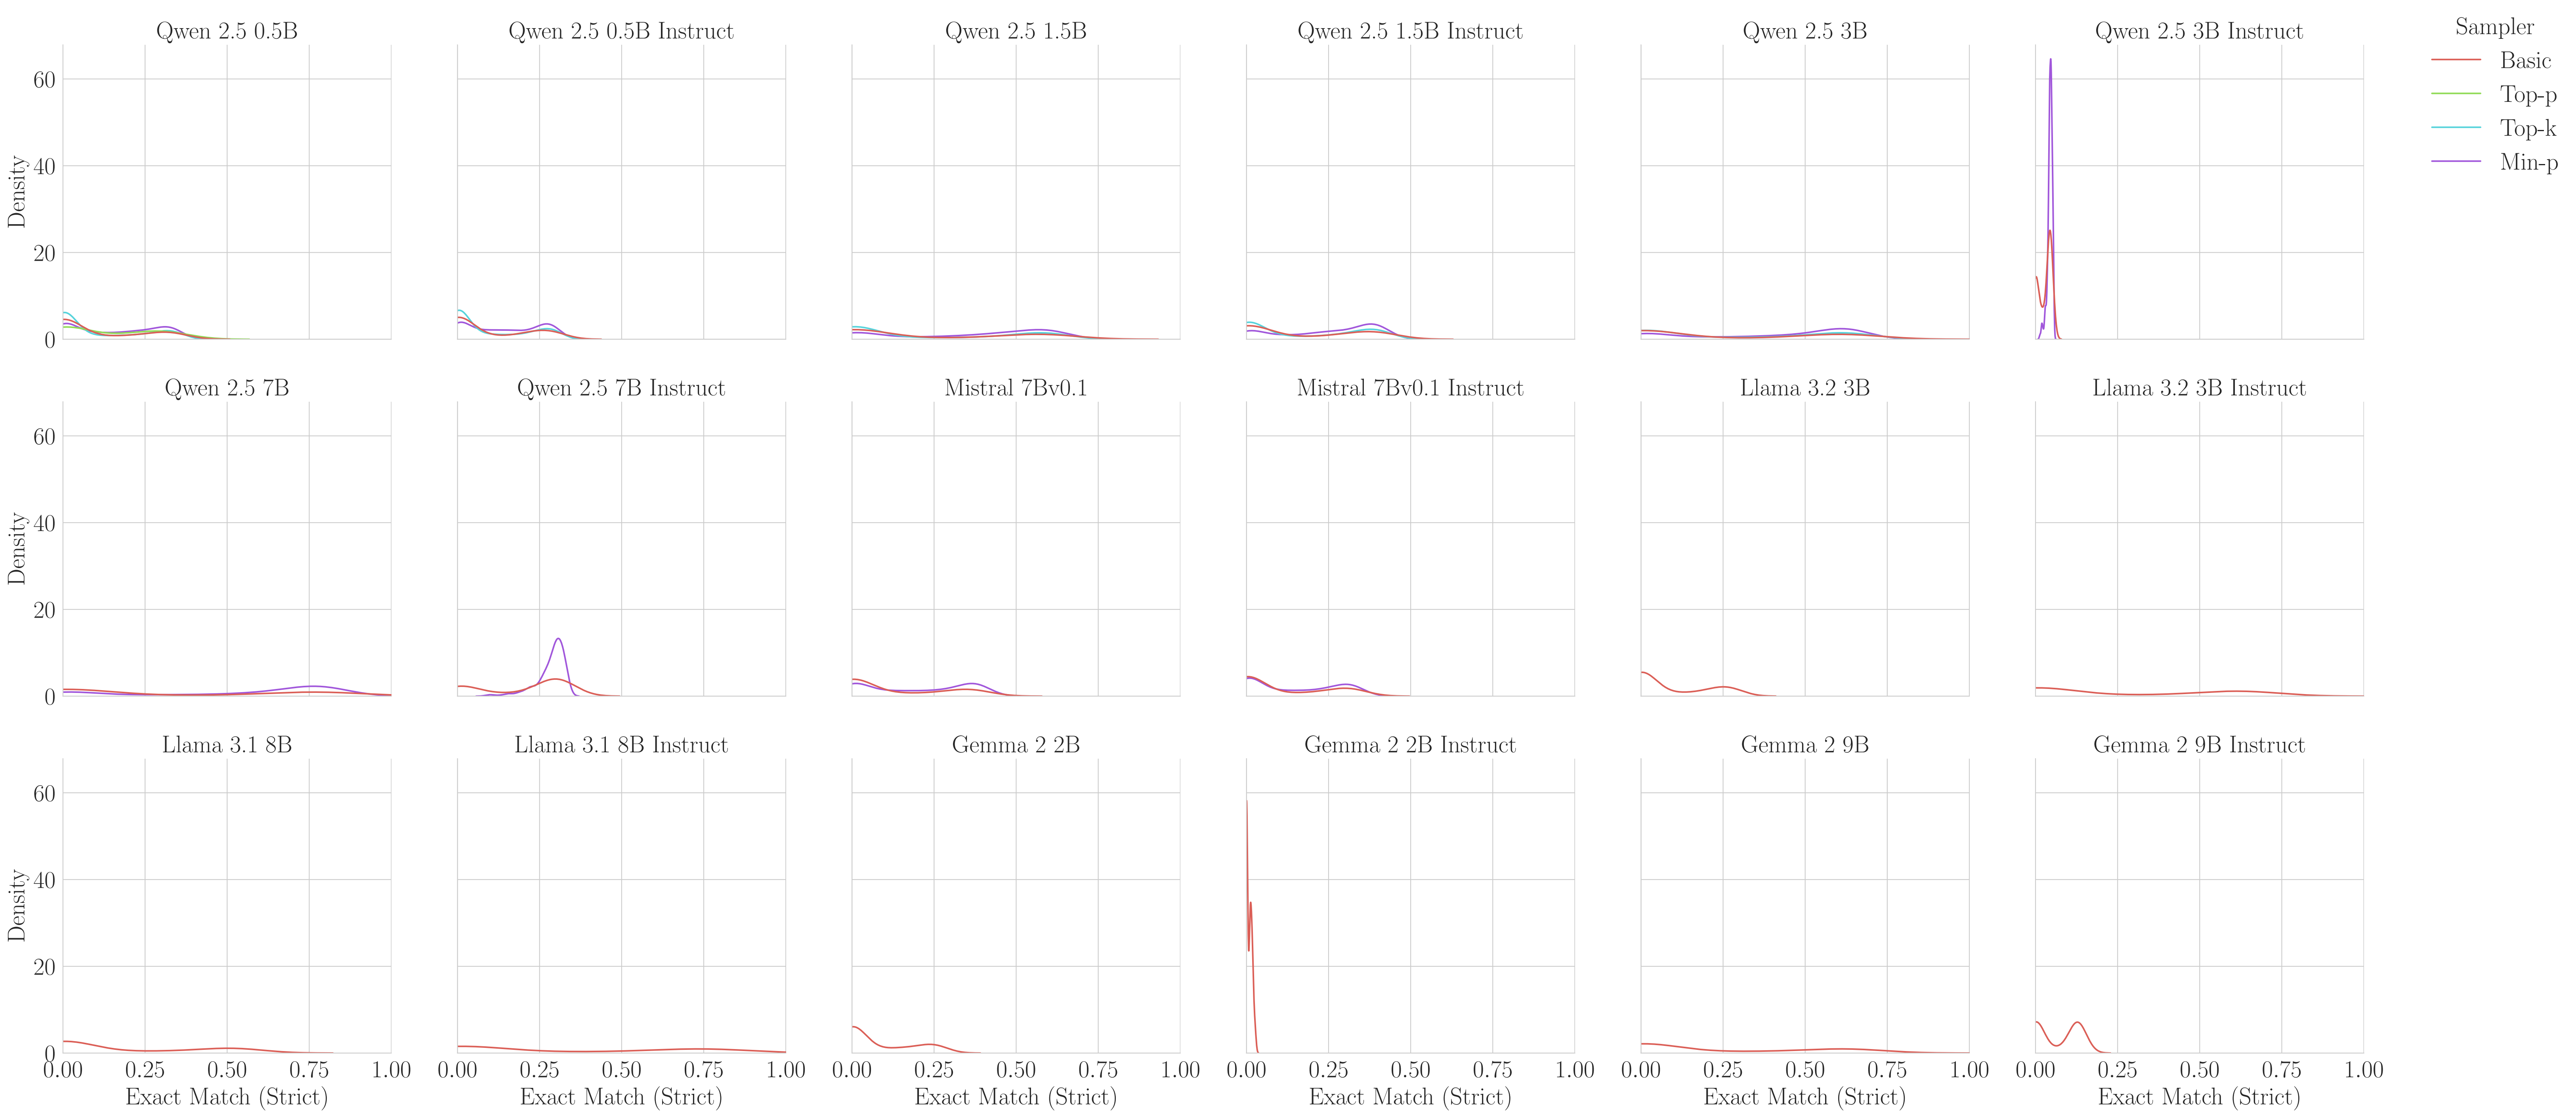 Qwen 2.5 0.5B
Qwen 2.5 0.5B Instruct
Qwen 2.5 1.5B
Qwen 2.5 1.5B Instruct
Qwen 2.5 3B
Qwen 2.5 3B Instruct
Sampler
Basic
Top-p
Top-k
Min-p
Density
60
40
20
0
Qwen 2.5 7B
Qwen 2.5 7B Instruct
Mistral 7Bv0.1
Mistral 7Bv0.1 Instruct
Llama 3.2 3B
Llama 3.2 3B Instruct
Density
60
40
20
0
Llama 3.1 8B
Llama 3.1 8B Instruct
Gemma 2 2B
Gemma 2 2B Instruct
Gemma 2 9B
Gemma 2 9B Instruct
Density
60
40
20
0
0.00 0.25 0.50 0.75 1.00
0.00 0.25 0.50 0.75 1.00
0.00 0.25 0.50 0.75 1.00
0.00 0.25 0.50 0.75 1.00
0.00 0.25 0.50 0.75 1.00
0.00 0.25 0.50 0.75 1.00
Exact Match (Strict)
Exact Match (Strict)
Exact Match (Strict)
Exact Match (Strict)
Exact Match (Strict)
Exact Match (Strict)